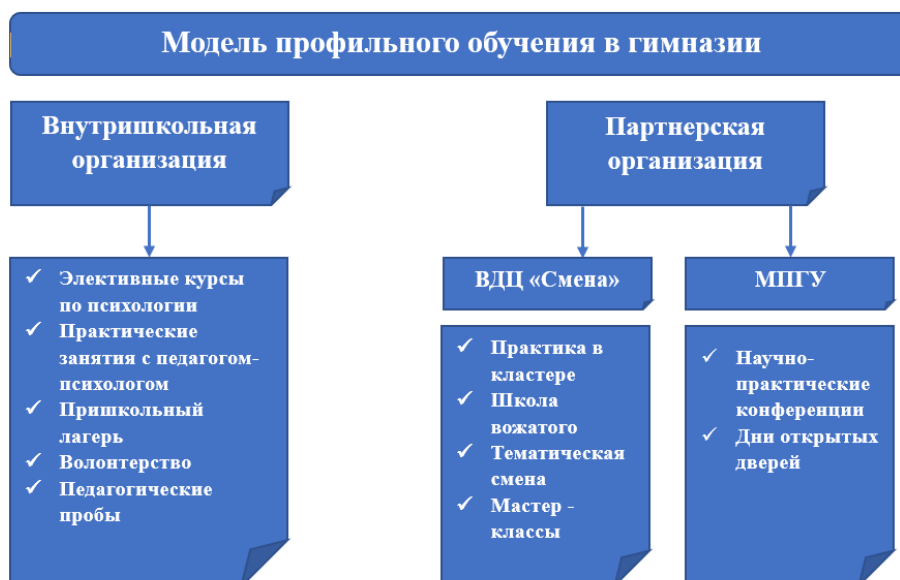 Модель профильного обучения в гимназии
Внутришкольная
организация
Элективные курсы
по психологии
Практические
занятия с педагогом-
психологом
Пришкольный
лагерь
Волонтерство
Педагогические
пробы
Партнерская
организация
ВДЦ «Смена»
Практика в
кластере
Школа
вожатого
Тематическая
смена
Мастер -
классы
МПГУ
Научно-
практические
конференции
Дни открытых
дверей